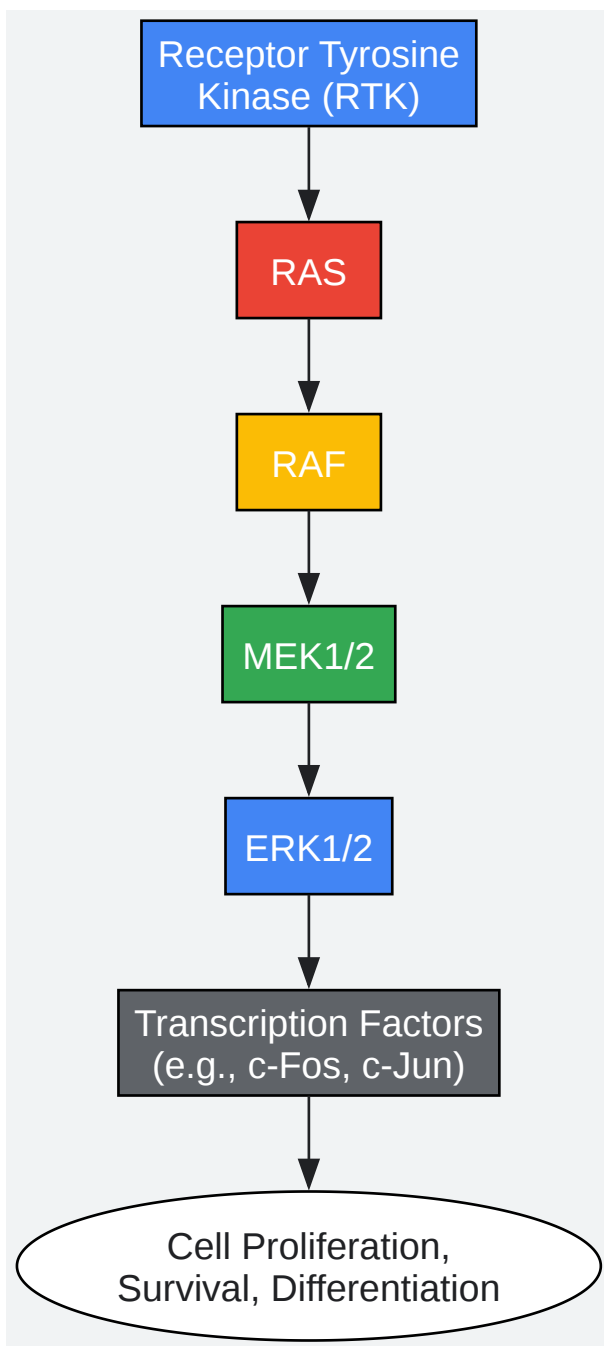 Receptor Tyrosine
Kinase (RTK)
RAS
RAF
MEK1/2
ERK1/2
Transcription Factors
(e.g., c-Fos, c-Jun)
Cell Proliferation,
Survival, Differentiation